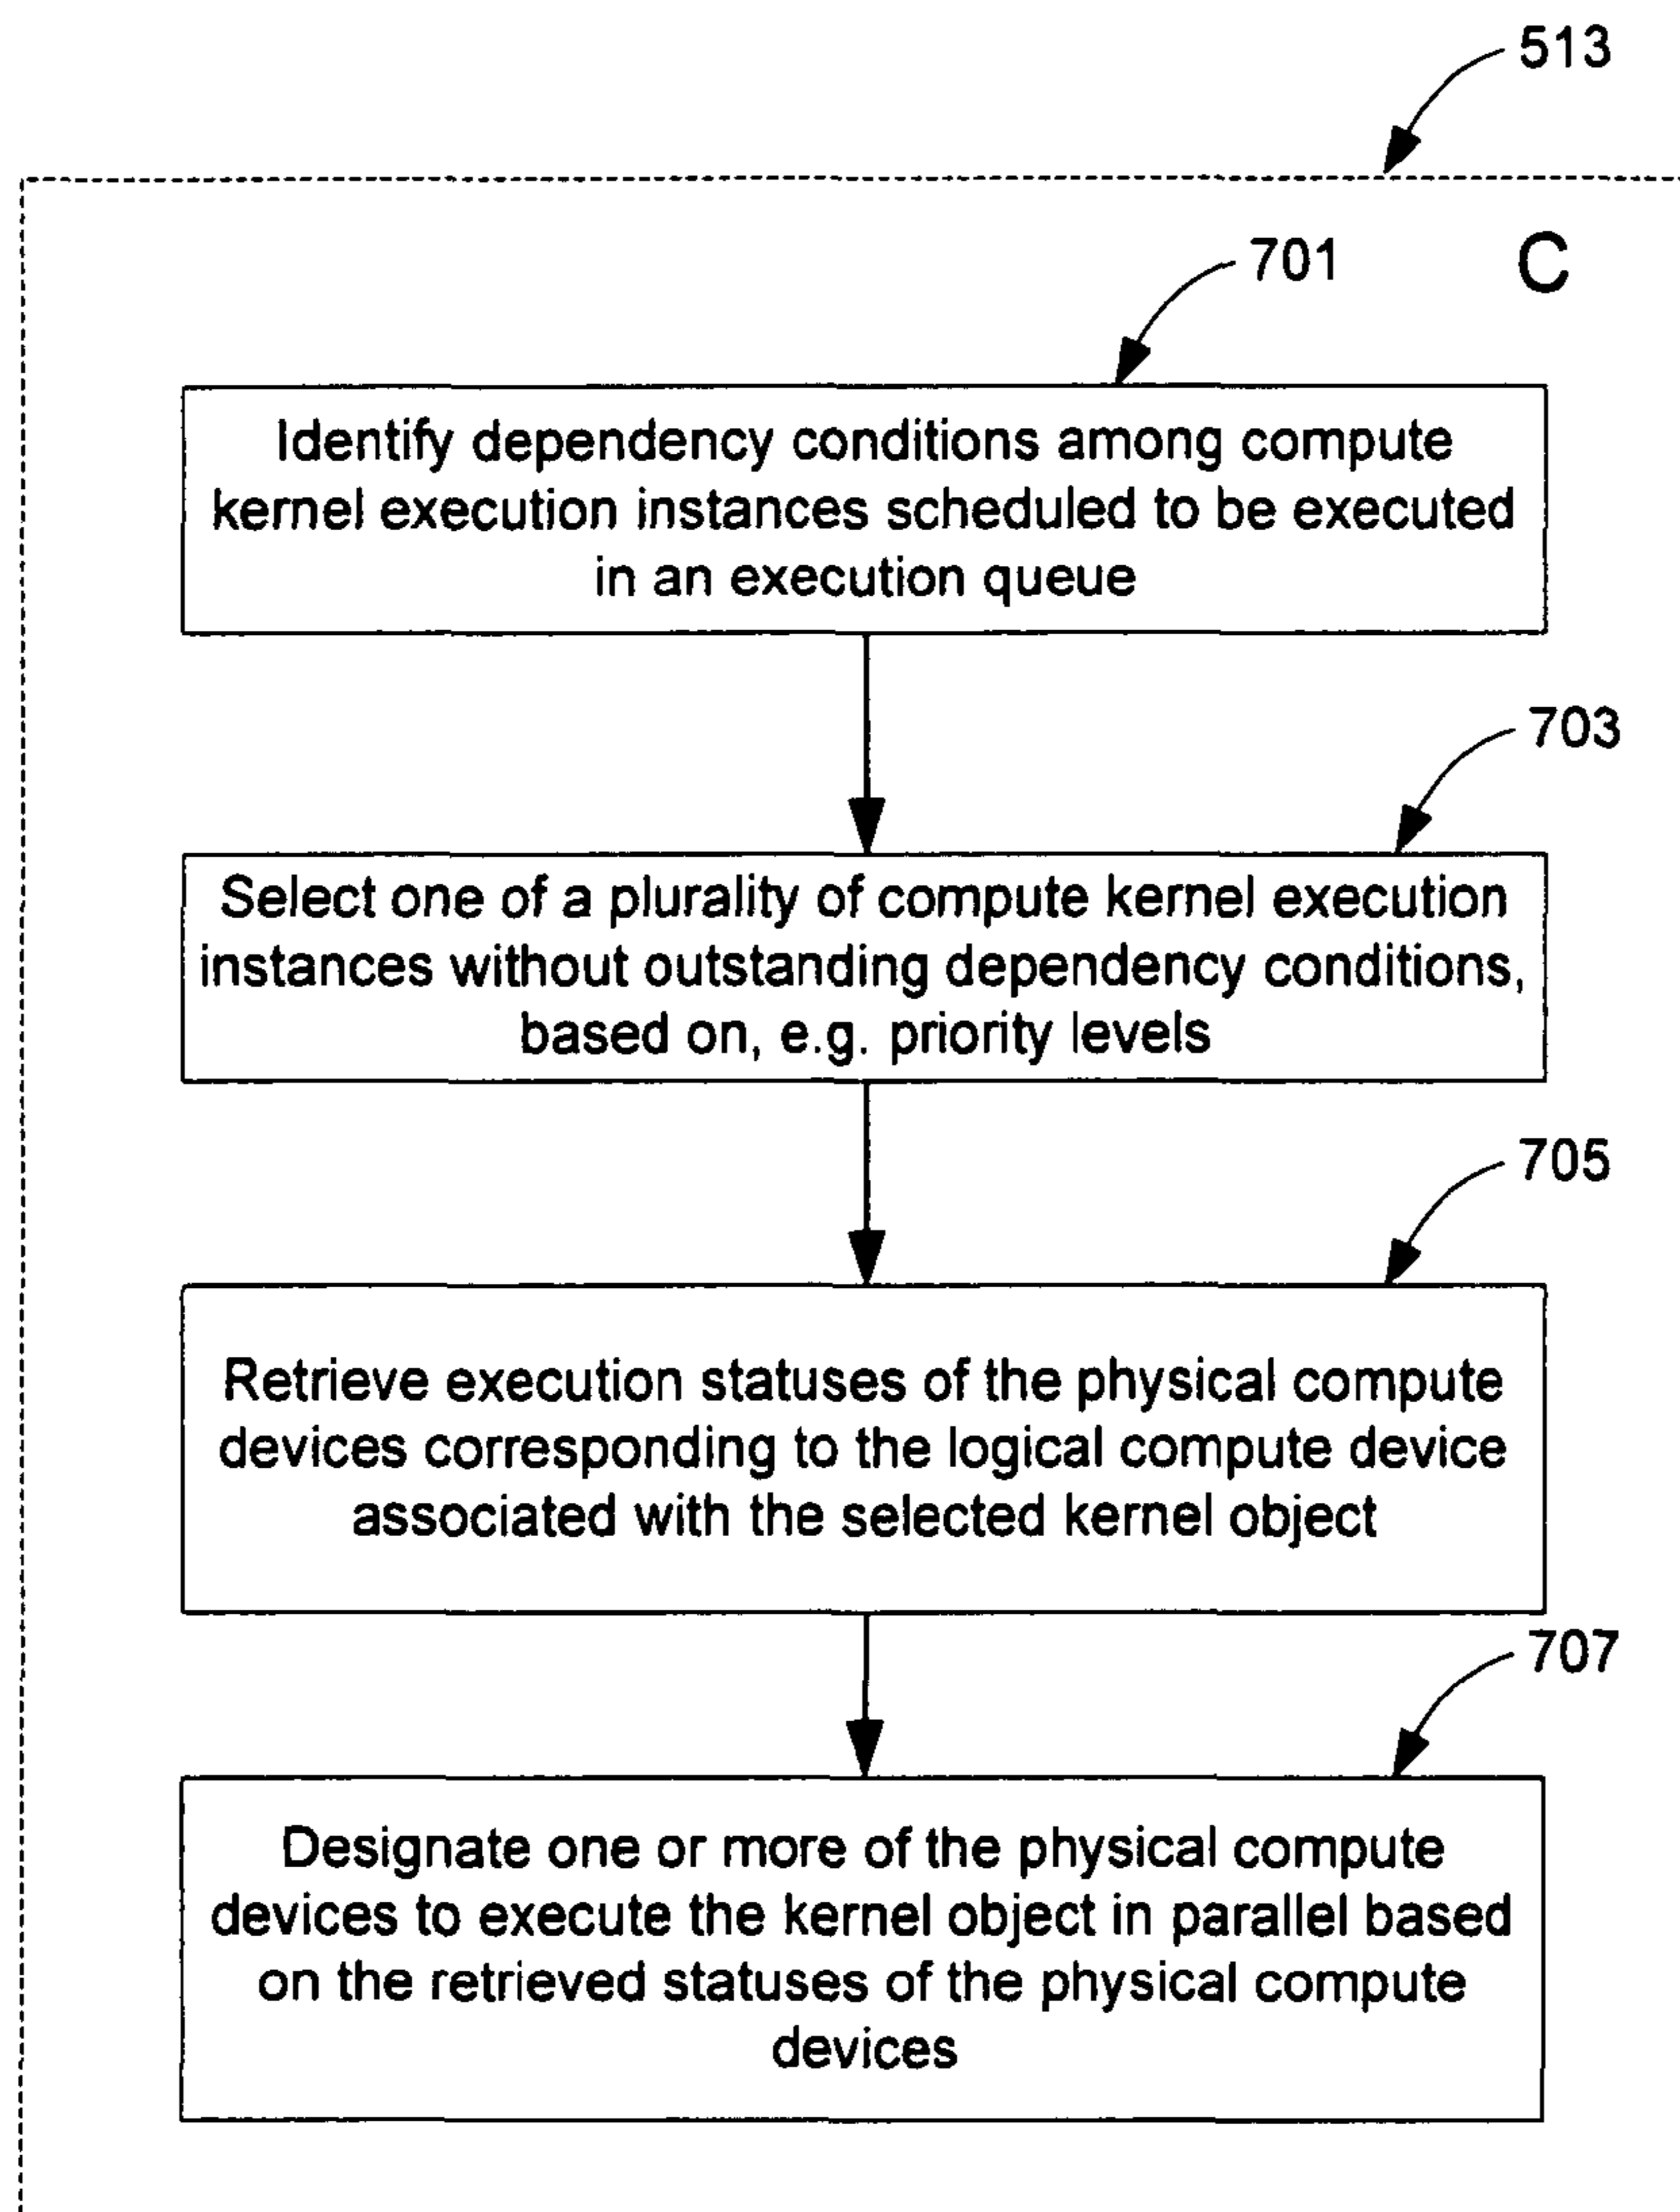 513
701
C
Identify dependency conditions among compute
kernel execution instances scheduled to be executed
in an execution queue
703
Select one of a plurality of compute kernel execution
instances without outstanding dependency conditions,
based on, e.g. priority levels
705
Retrieve execution statuses of the physical compute
devices corresponding to the logical compute device
associated with the selected kernel object
707
Designate one or more of the physical compute
devices to execute the kernel object in parallel based
on the retrieved statuses of the physical compute
devices